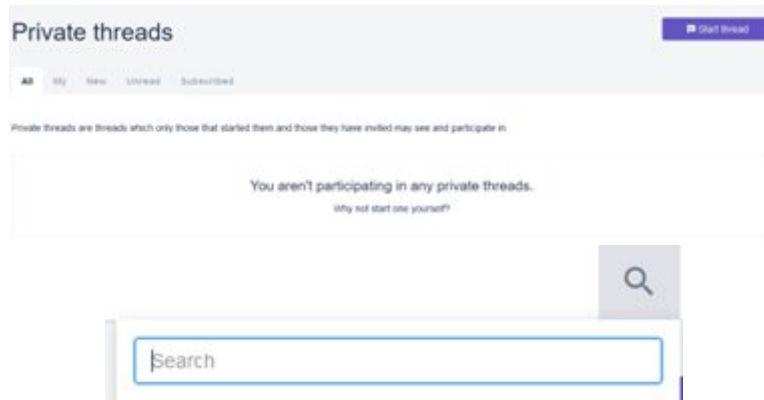 Private threads
Start thread
All My New Unread Subscribed
Private threads are threads which only those that started them and those they have invited may see and participate in.
You aren't participating in any private threads.
Why not start one yourself?
Search